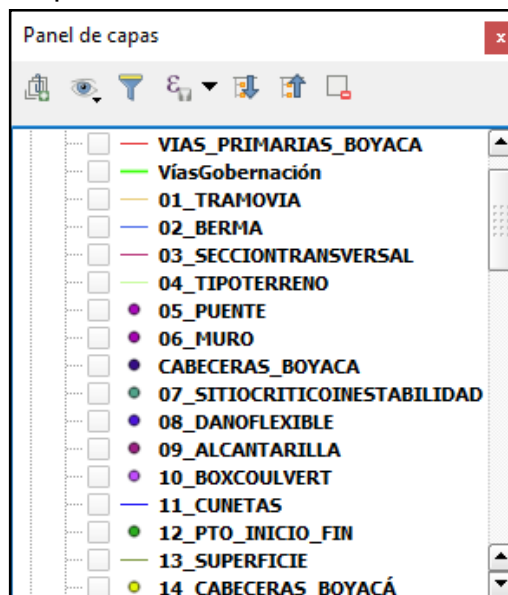 Panel de capas
VIAS_PRIMARIAS_BOYACA
VíasGobernación
01_TRAMOVIA
02_BERMA
03_SECCIONTRANSVERSAL
04_TIPOTERRENO
05_PUENTE
06_MURO
CABECERAS_BOYACA
07_SITIOCRITICOINESTABILIDAD
08_DANOFLEXIBLE
09_ALCANTARILLA
10_BOXCOULVERT
11_CUNETAS
12_PTO_INICIO_FIN
13_SUPERFICIE
14_CABECERAS_BOYACÁ